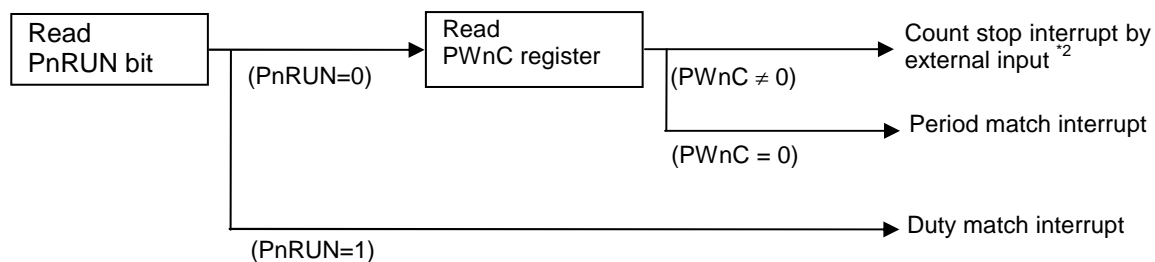 Read
PnRUN bit
(PnRUN=0)
Read
PWnC register
(PWnC ≠ 0)
Count stop interrupt by
external input *2
(PWnC = 0)
Period match interrupt
(PnRUN=1)
Duty match interrupt